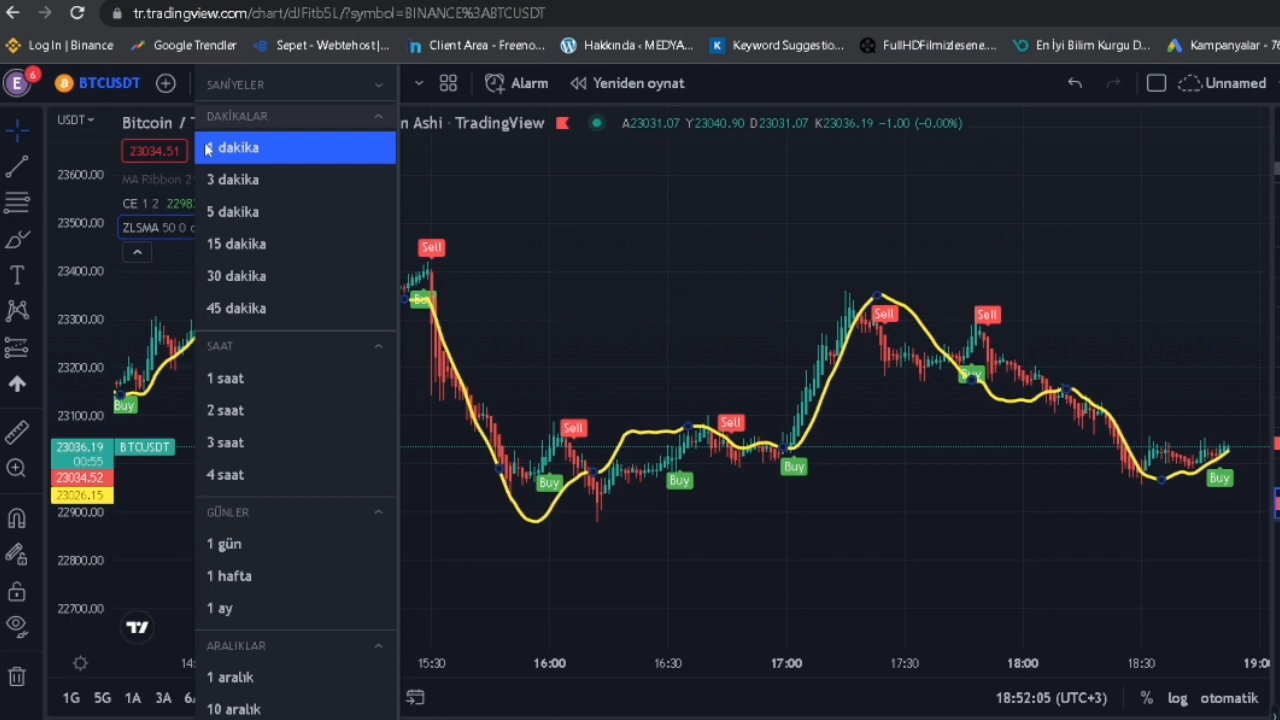 tr.tradingview.com/chart/dJFitb5L/?symbol=BINANCE%3ABTCUSDT
Log In | Binance
Google Trendler
Sepet - Webtehost |...
Client Area - Freeno...
Hakkında ‹ MEDYA...
Keyword Suggestio...
FullHDFilmizlesene...
En İyi Bilim Kurgu D...
Kampanyalar - 76
E 6 BTCUSDT
Alarm
Yeniden oynat
Unnamed
SANİYELER
DAKİKALAR
1 dakika
3 dakika
5 dakika
15 dakika
30 dakika
45 dakika
SAAT
1 saat
2 saat
3 saat
4 saat
GÜNLER
1 gün
1 hafta
1 ay
ARALIKLAR
1 aralık
10 aralık
USDT
Bitcoin / T
n Ashi · TradingView
A23031.07 Y23040.90 D23031.07 K23036.19 −1.00 (−0.00%)
23034.51
MA Ribbon
CE 1 2
ZLSMA 50 0
23600.00
23500.00
23400.00
23300.00
23200.00
23100.00
23036.19 BTCUSDT
00:55
23034.52
23026.15
22900.00
22800.00
22700.00
Buy
Sell
Buy
Sell
Buy
Buy
Sell
Buy
Sell
Sell
Buy
Buy
15:30 16:00 16:30 17:00 17:30 18:00 18:30 19:00
1G 5G 1A 3A
18:52:05 (UTC+3) % log otomatik